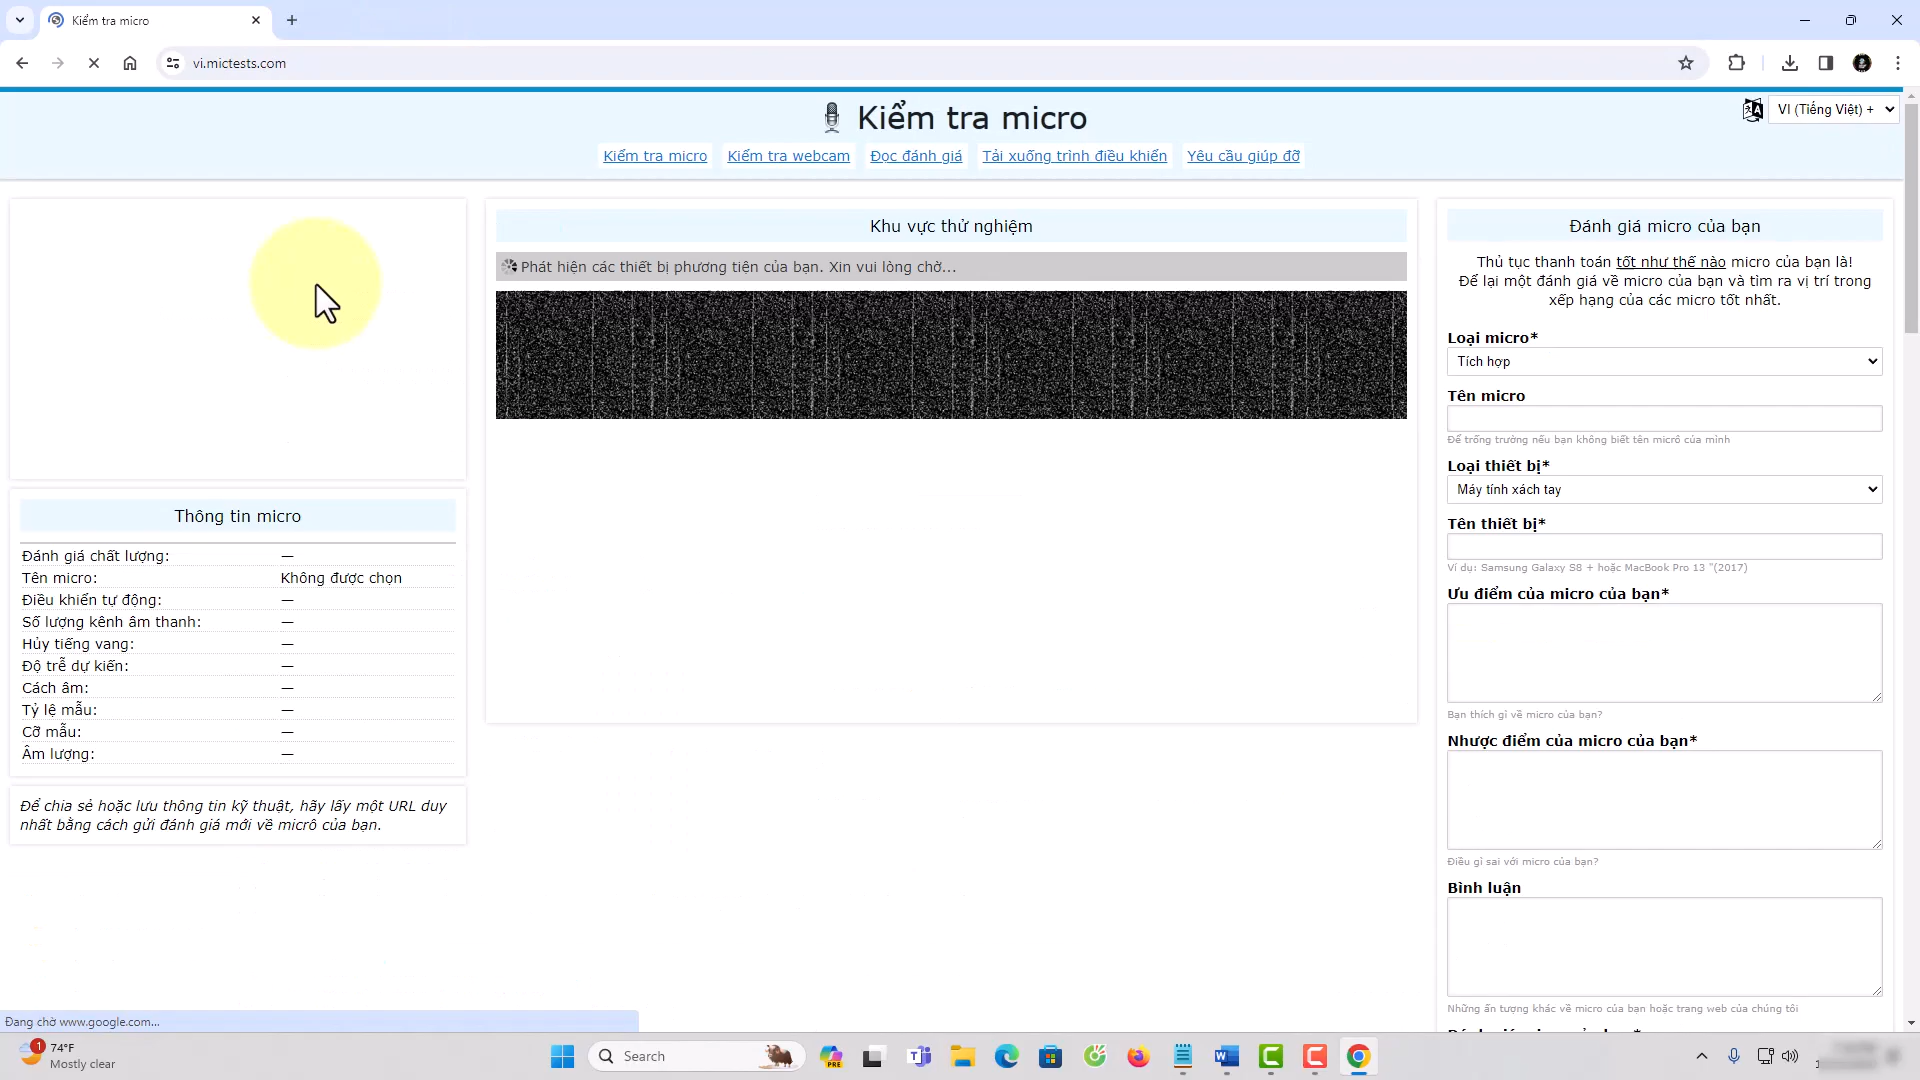 Kiểm tra micro
vi.mictests.com
Kiểm tra micro
VI (Tiếng Việt) +
Kiểm tra micro
Kiểm tra webcam
Đọc đánh giá
Tải xuống trình điều khiển
Yêu cầu giúp đỡ
Thông tin micro
Đánh giá chất lượng: —
Tên micro: Không được chọn
Điều khiển tự động: —
Số lượng kênh âm thanh: —
Hủy tiếng vang: —
Độ trễ dự kiến: —
Cách âm: —
Tỷ lệ mẫu: —
Cỡ mẫu: —
Âm lượng: —
Để chia sẻ hoặc lưu thông tin kỹ thuật, hãy lấy một URL duy
nhất bằng cách gửi đánh giá mới về micrô của bạn.
Khu vực thử nghiệm
Phát hiện các thiết bị phương tiện của bạn. Xin vui lòng chờ...
Đánh giá micro của bạn
Thủ tục thanh toán tốt như thế nào micro của bạn là!
Để lại một đánh giá về micro của bạn và tìm ra vị trí trong
xếp hạng của các micro tốt nhất.
Loại micro*
Tích hợp
Tên micro
Để trống trường nếu bạn không biết tên micrô của mình
Loại thiết bị*
Máy tính xách tay
Tên thiết bị*
Ví dụ: Samsung Galaxy S8 + hoặc MacBook Pro 13 "(2017)
Ưu điểm của micro của bạn*
Bạn thích gì về micro của bạn?
Nhược điểm của micro của bạn*
Điều gì sai với micro của bạn?
Bình luận
Những ấn tượng khác về micro của bạn hoặc trang web của chúng tôi
Đang chờ www.google.com...
1
74°F
Mostly clear
Search
PRE